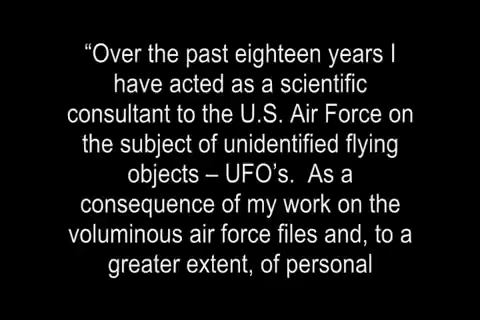 “Over the past eighteen years I
have acted as a scientific
consultant to the U.S. Air Force on
the subject of unidentified flying
objects – UFO’s.  As a
consequence of my work on the
voluminous air force files and, to a
greater extent, of personal